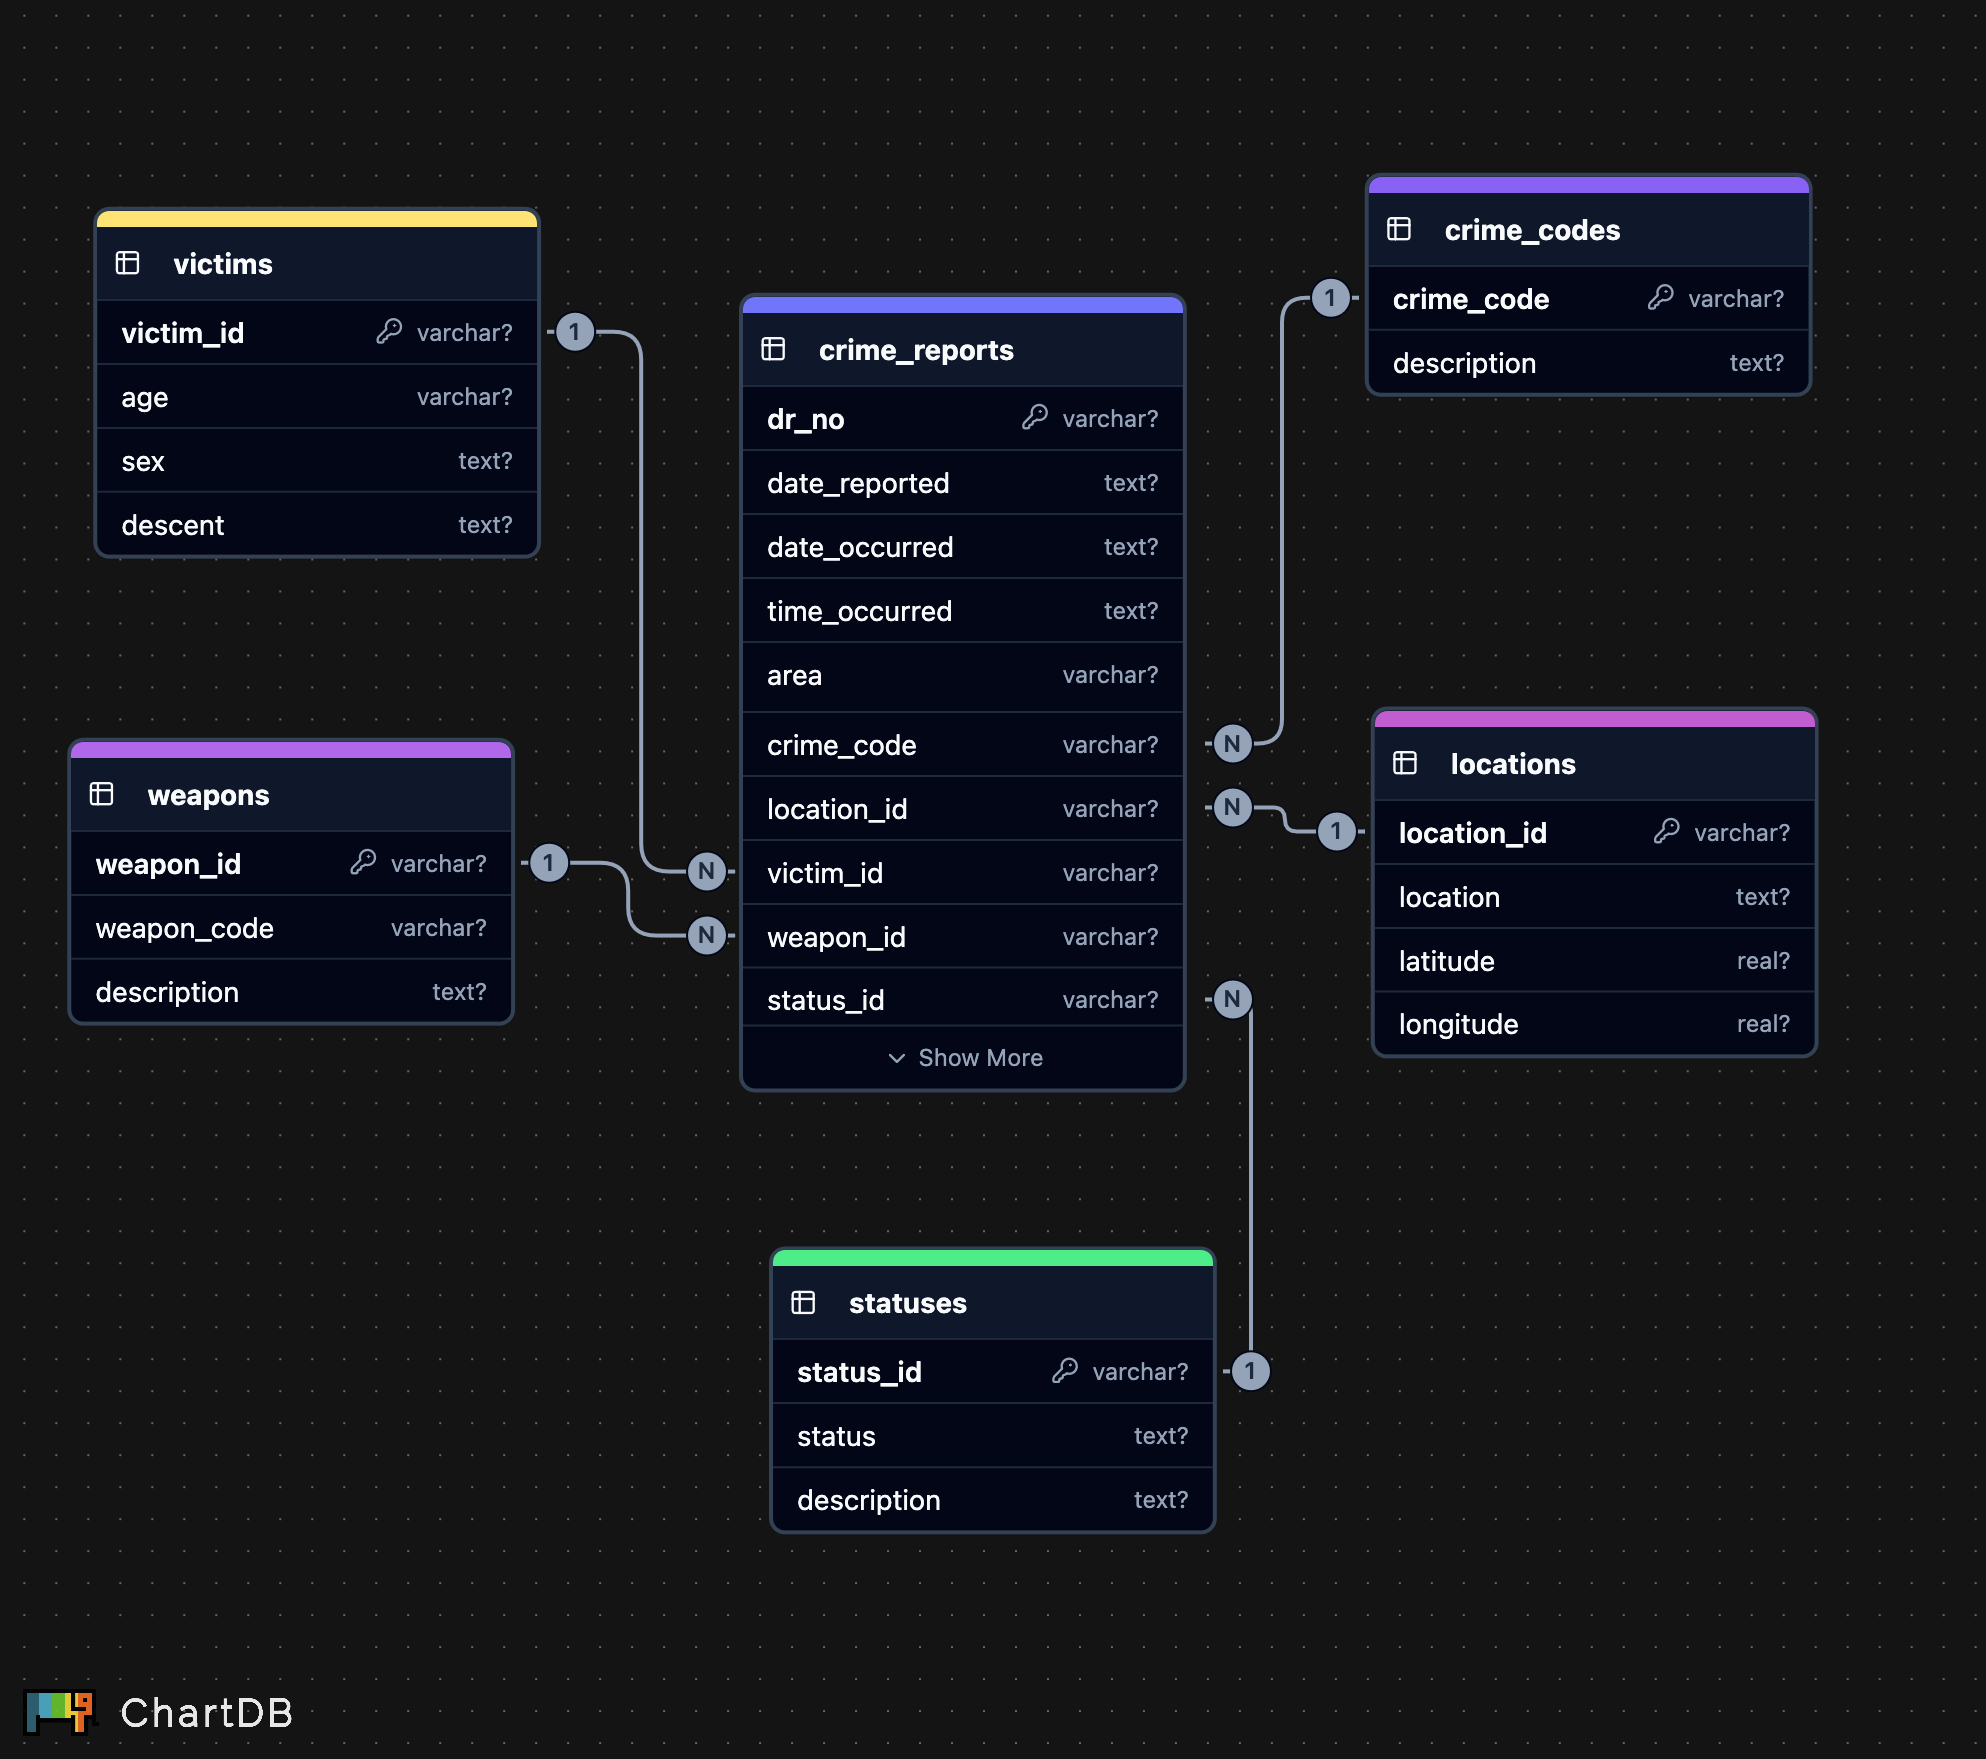 victims
victim_id varchar?
age varchar?
sex text?
descent text?
weapons
weapon_id varchar?
weapon_code varchar?
description text?
crime_reports
dr_no varchar?
date_reported text?
date_occurred text?
time_occurred text?
area varchar?
crime_code varchar?
location_id varchar?
victim_id varchar?
weapon_id varchar?
status_id varchar?
Show More
crime_codes
crime_code varchar?
description text?
locations
location_id varchar?
location text?
latitude real?
longitude real?
statuses
status_id varchar?
status text?
description text?
1
N
1
N
1
N
N
1
N
1
ChartDB